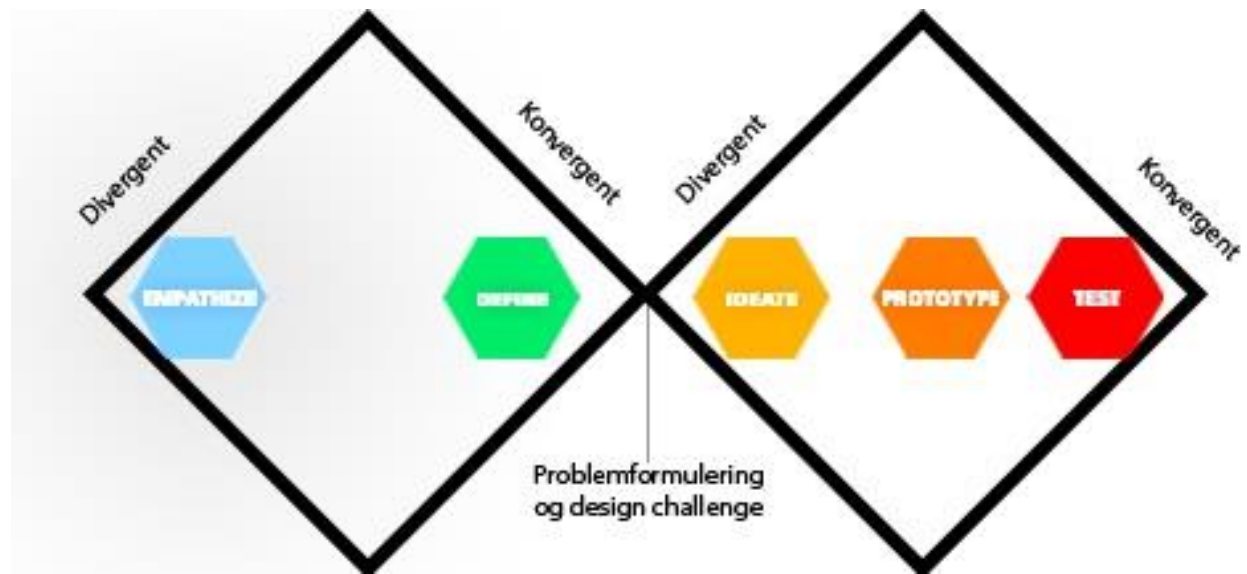 Divergent
Konvergent
Divergent
Konvergent
EMPATHIZE
DEFINE
IDEATE
PROTOTYPE
TEST
Problemformulering
og design challenge